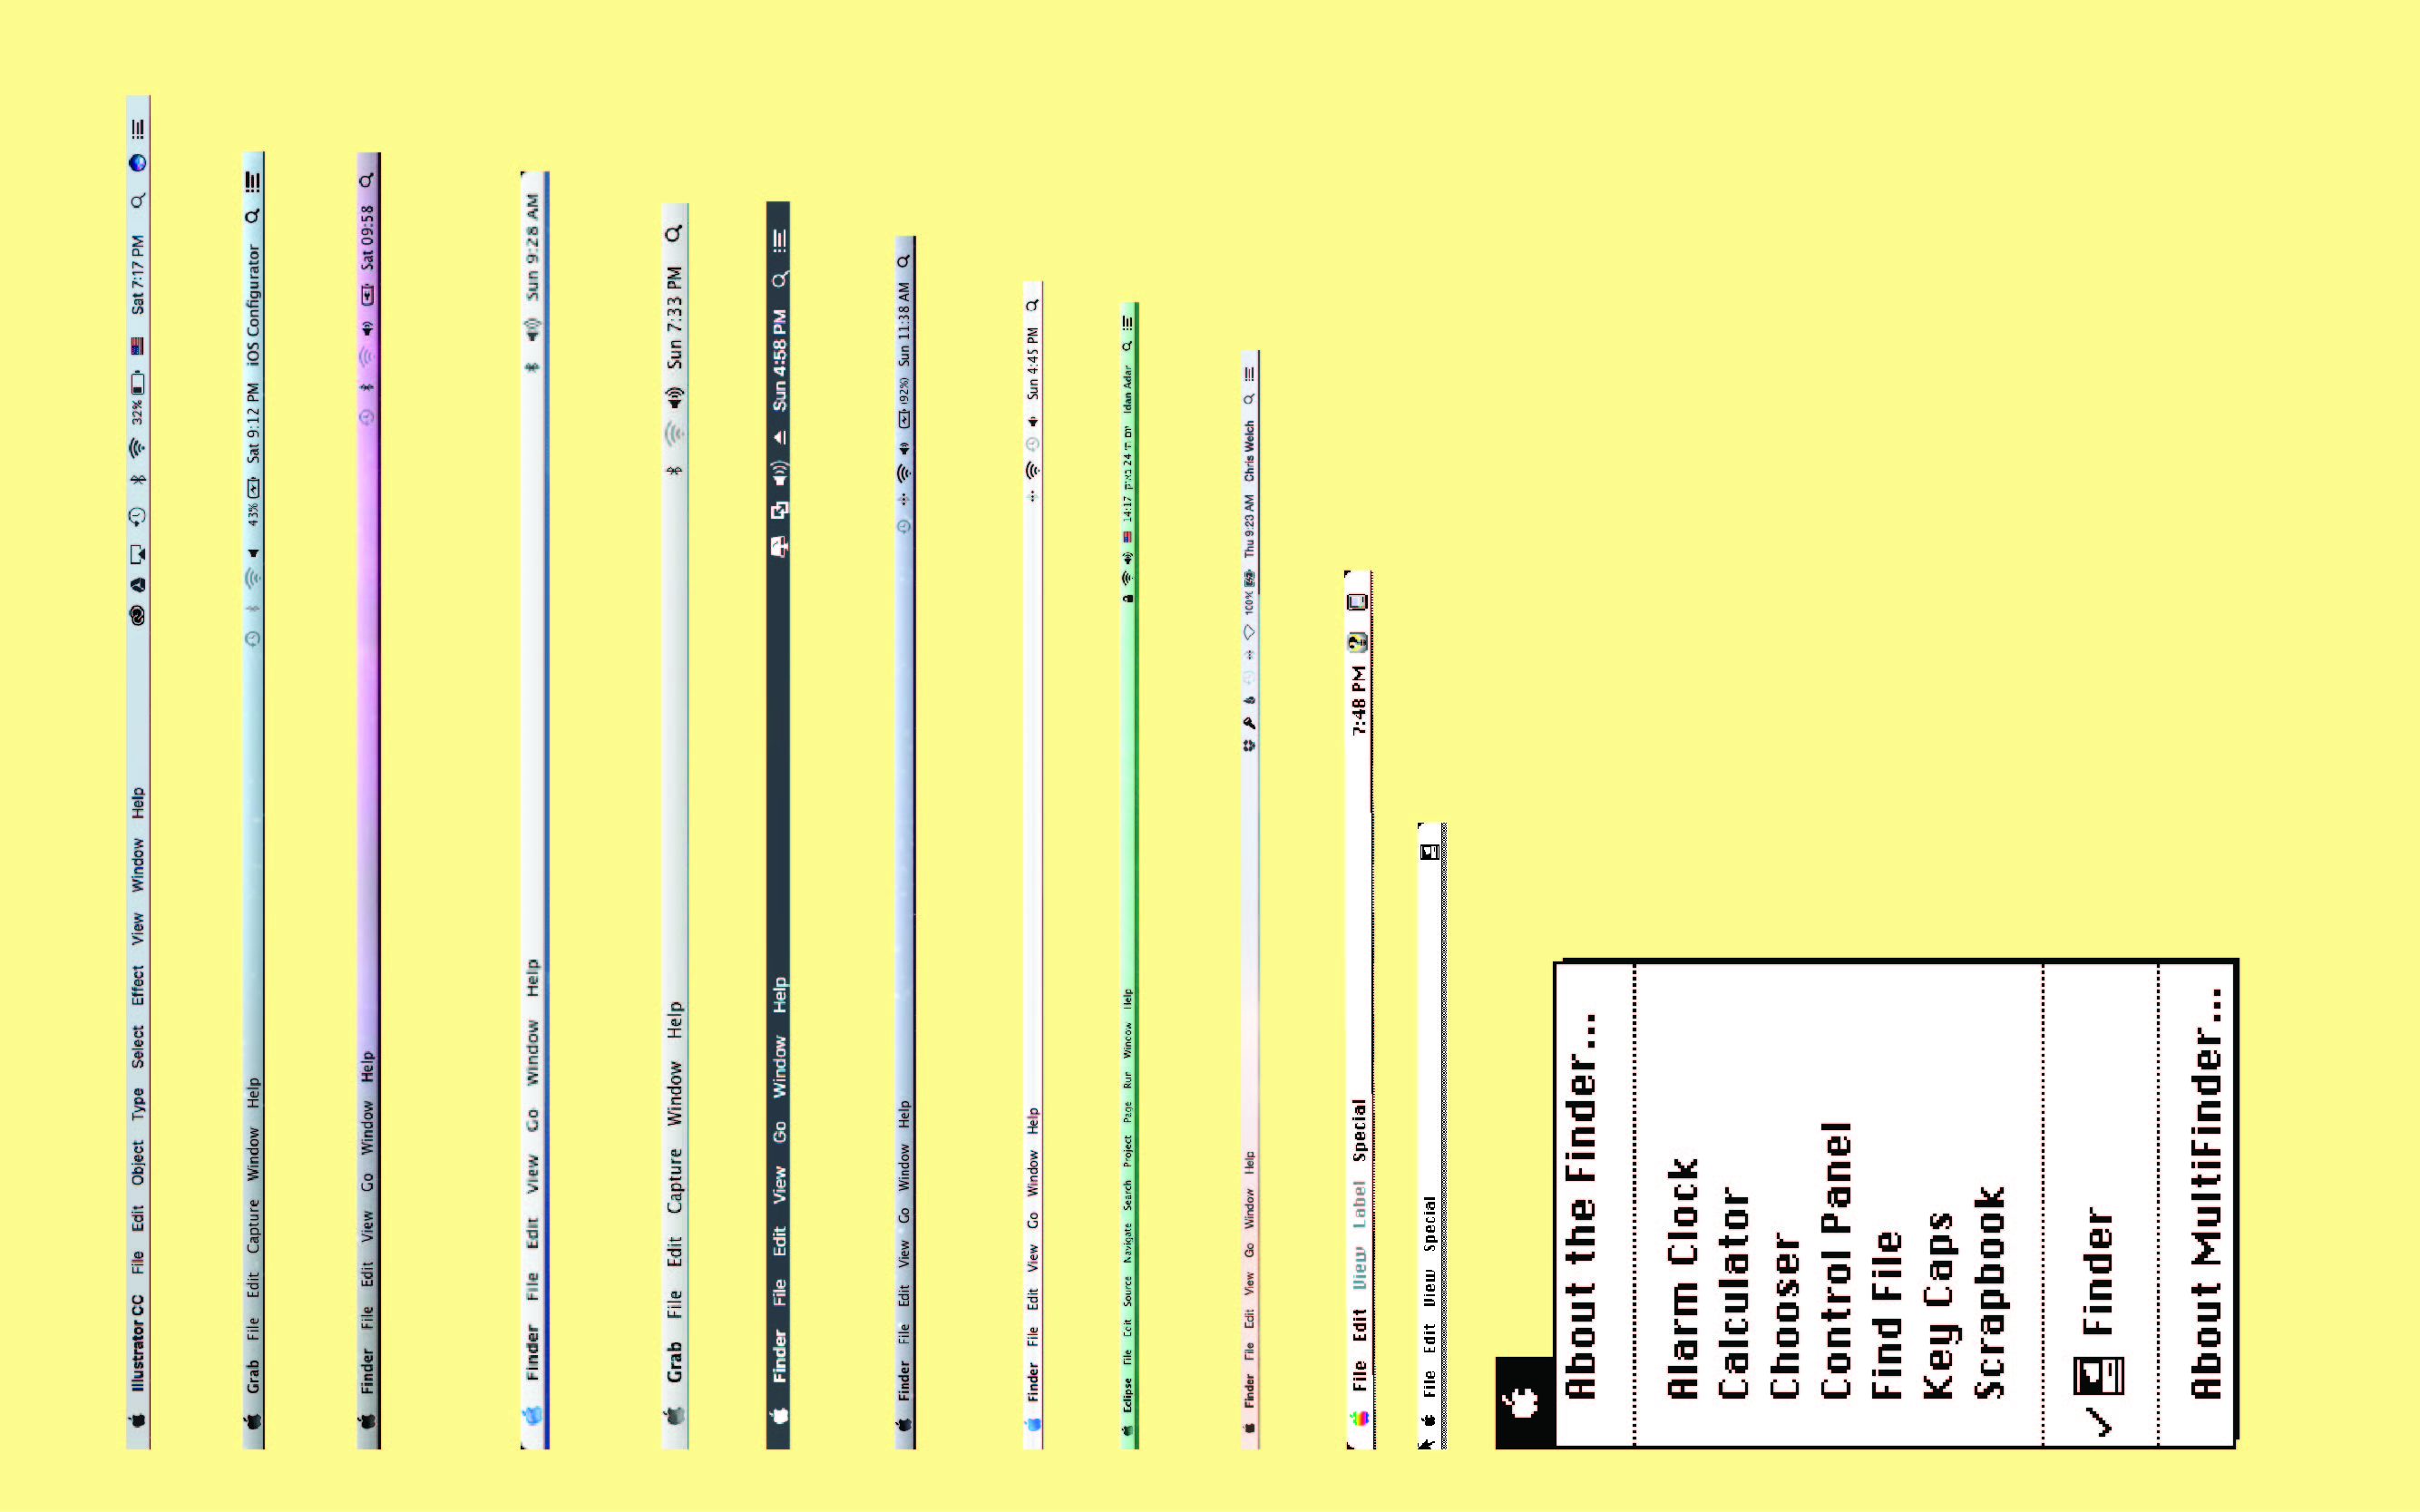 Illustrator CC File Edit Object Type Select Effect View Window Help 32% Sat 7:17 PM
Grab File Edit Capture Window Help 43% Sat 9:12 PM iOS Configurator
Finder File Edit View Go Window Help Sat 09:58
Finder File Edit View Go Window Help Sun 9:28 AM
Grab File Edit Capture Window Help Sun 7:33 PM
Finder File Edit View Go Window Help Sun 4:58 PM
Finder File Edit View Go Window Help (92%) Sun 11:38 AM
Finder File Edit View Go Window Help Sun 4:45 PM
Eclipse File Edit Source Navigate Search Project Page Run Window Help 14:17 24 Idan Adar
Finder File Edit View Go Window Help 100% Thu 9:23 AM Chris Welch
File Edit View Label Special 7:48 PM
File Edit View Special
About the Finder...
Alarm Clock
Calculator
Chooser
Control Panel
Find File
Key Caps
Scrapbook
✓ Finder
About MultiFinder...